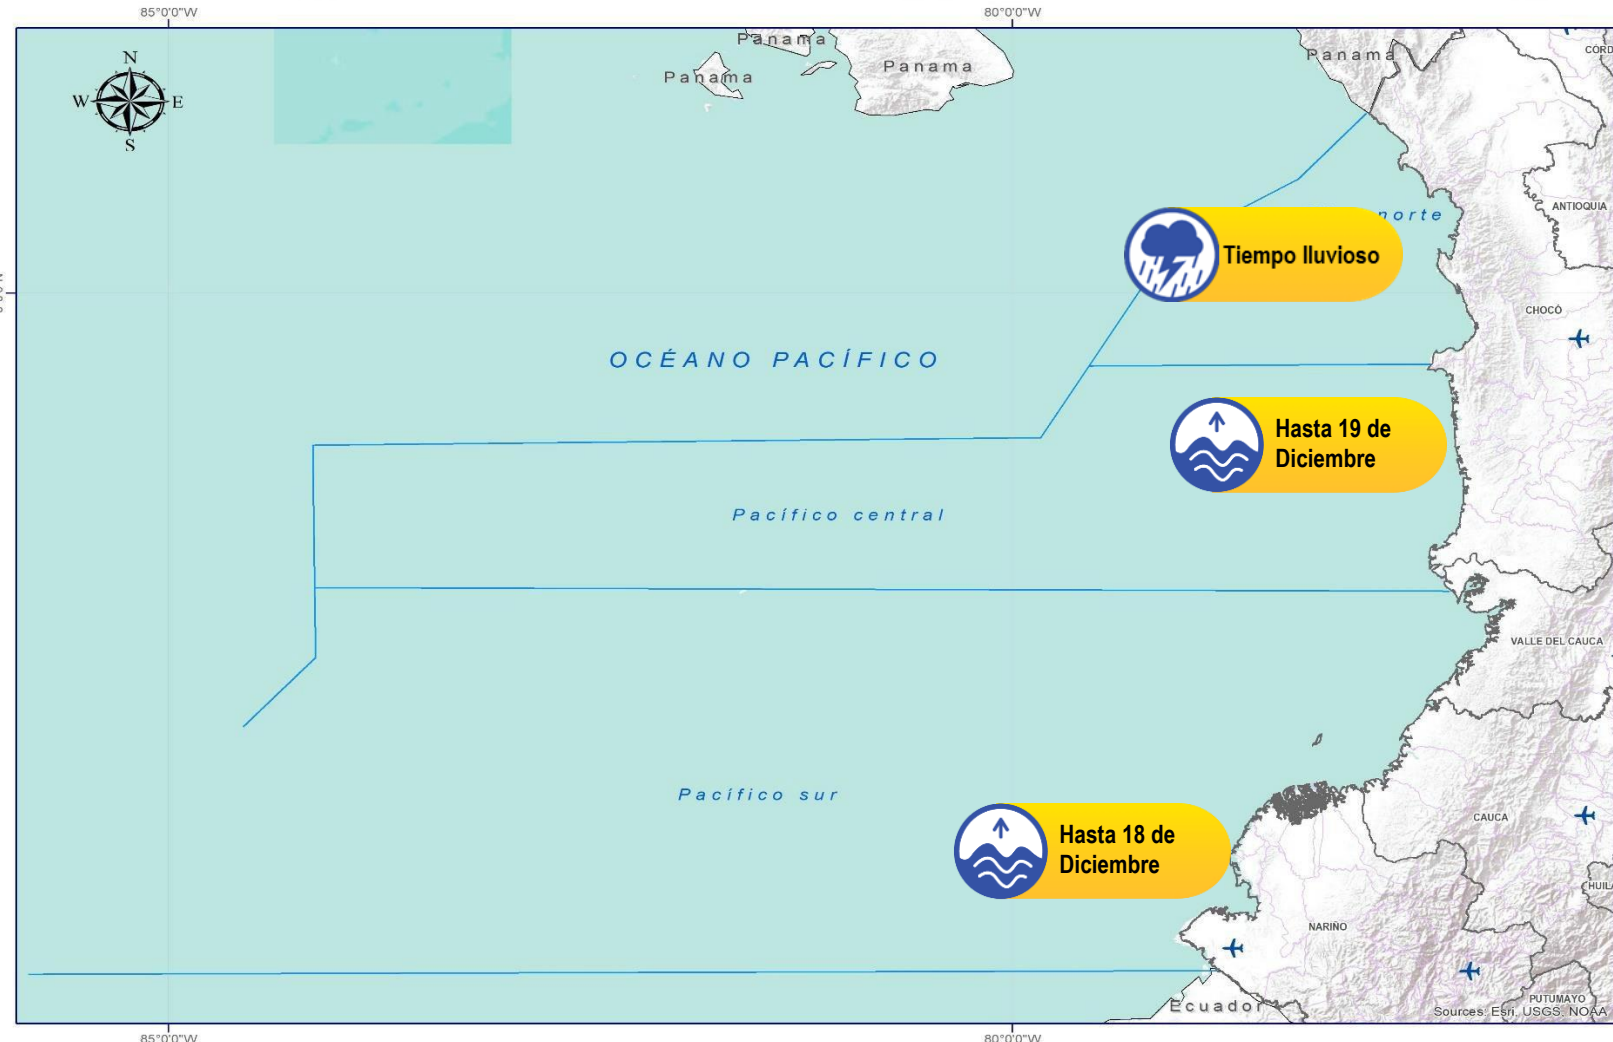 85°0'0"W
80°0'0"W
N
W
E
S
Panama
Panama
Panama
Panama
CORD
ANTIOQUIA
norte
Tiempo lluvioso
CHOCÓ
OCÉANO PACÍFICO
Hasta 19 de
Diciembre
Pacífico central
VALLE DEL CAUCA
Pacífico sur
CAUCA
Hasta 18 de
Diciembre
HUILA
NARIÑO
PUTUMAYO
Ecuador
Sources: Esri, USGS, NOAA
85°0'0"W
80°0'0"W